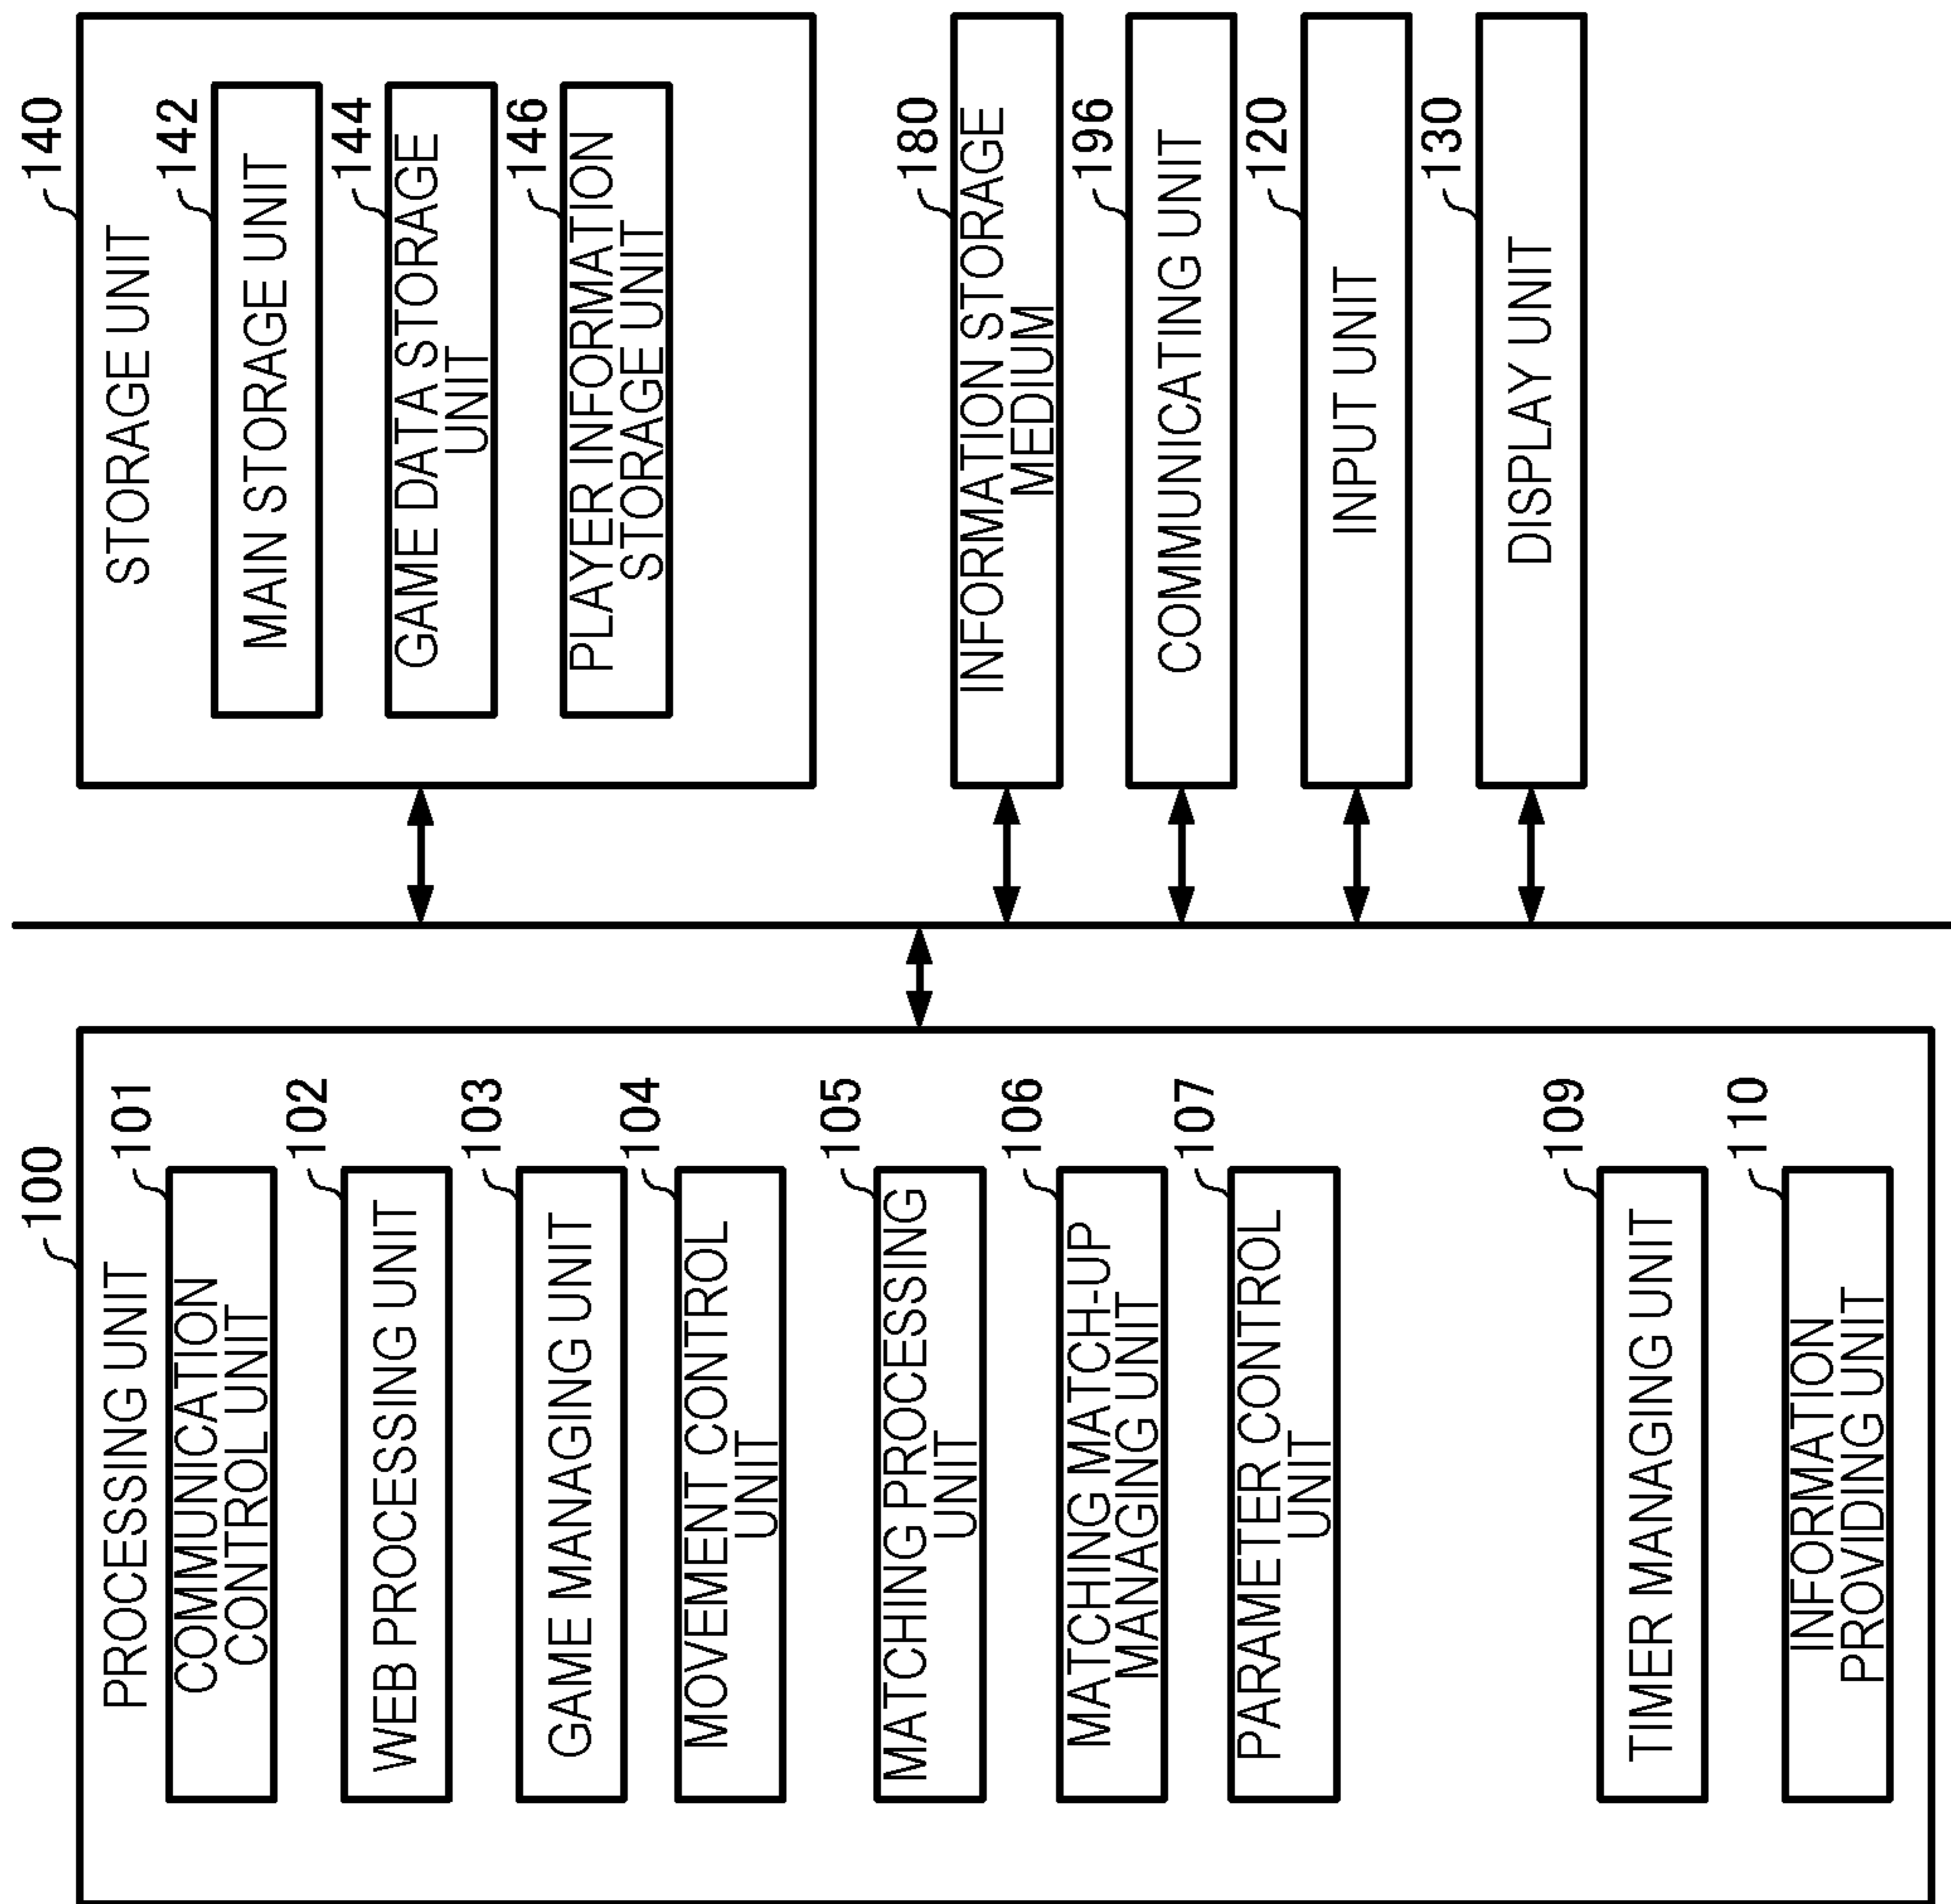 100
PROCESSING UNIT
101
COMMUNICATION
CONTROL UNIT
102
WEB PROCESSING UNIT
103
GAME MANAGING UNIT
104
MOVEMENT CONTROL
UNIT
105
MATCHING PROCESSING
UNIT
106
MATCHING MATCH-UP
MANAGING UNIT
107
PARAMETER CONTROL
UNIT
109
TIMER MANAGING UNIT
110
INFORMATION
PROVIDING UNIT
140
STORAGE UNIT
142
MAIN STORAGE UNIT
144
GAME DATA STORAGE
UNIT
146
PLAYER INFORMATION
STORAGE UNIT
180
INFORMATION STORAGE
MEDIUM
196
COMMUNICATING UNIT
120
INPUT UNIT
130
DISPLAY UNIT